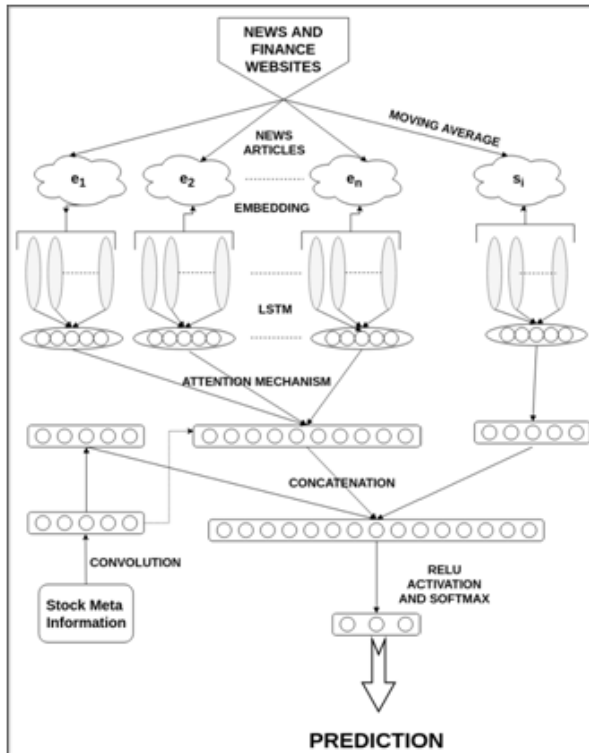 NEWS AND
FINANCE
WEBSITES
MOVING AVERAGE
NEWS
ARTICLES
e1
e2
en
si
EMBEDDING
LSTM
ATTENTION MECHANISM
CONCATENATION
CONVOLUTION
RELU
ACTIVATION
AND SOFTMAX
Stock Meta
Information
PREDICTION